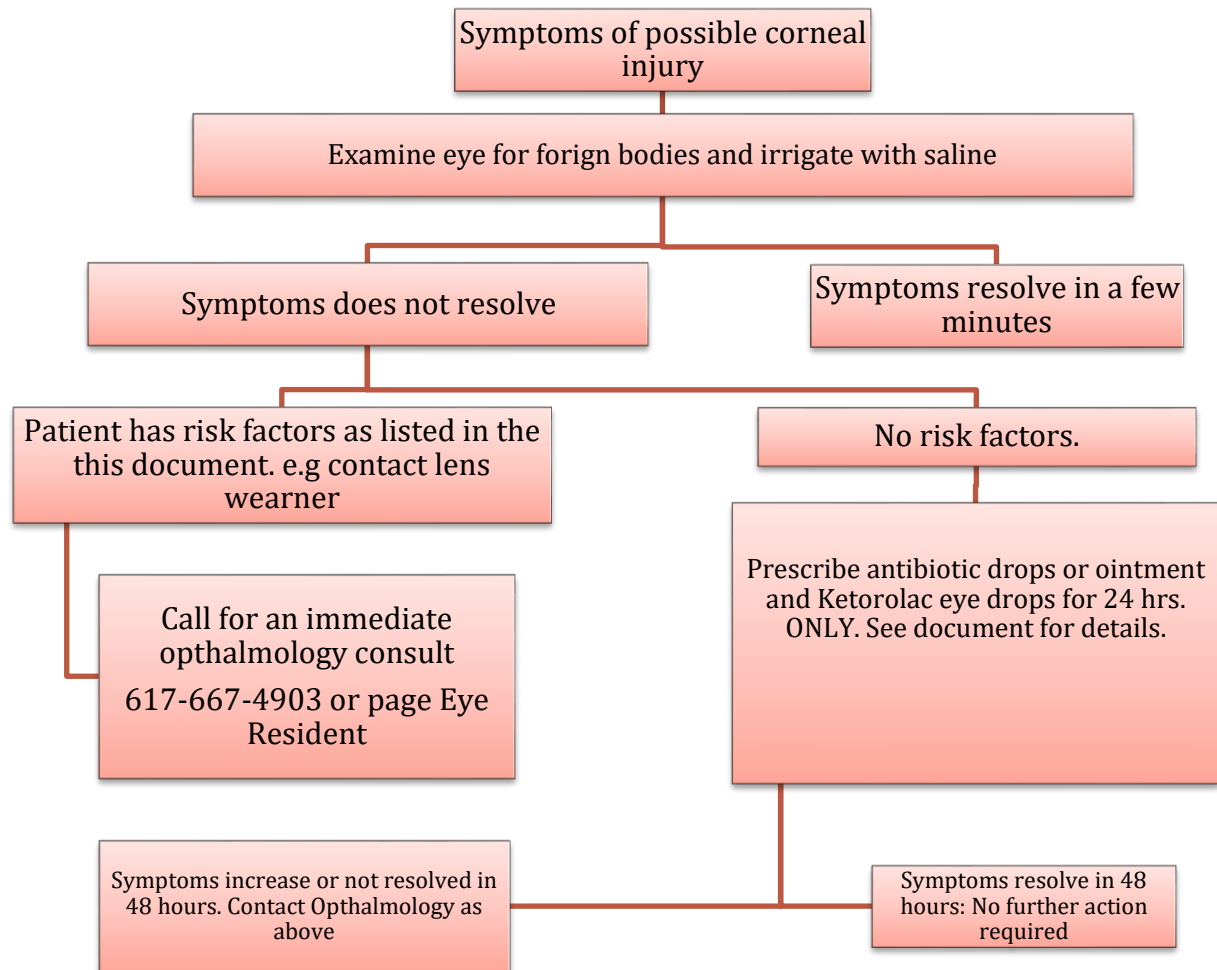 Symptoms of possible corneal
injury
Examine eye for forign bodies and irrigate with saline
Symptoms does not resolve
Symptoms resolve in a few
minutes
Patient has risk factors as listed in the
this document. e.g contact lens
wearner
No risk factors.
Call for an immediate
opthalmology consult
617-667-4903 or page Eye
Resident
Prescribe antibiotic drops or ointment
and Ketorolac eye drops for 24 hrs.
ONLY. See document for details.
Symptoms increase or not resolved in
48 hours. Contact Opthalmology as
above
Symptoms resolve in 48
hours: No further action
required